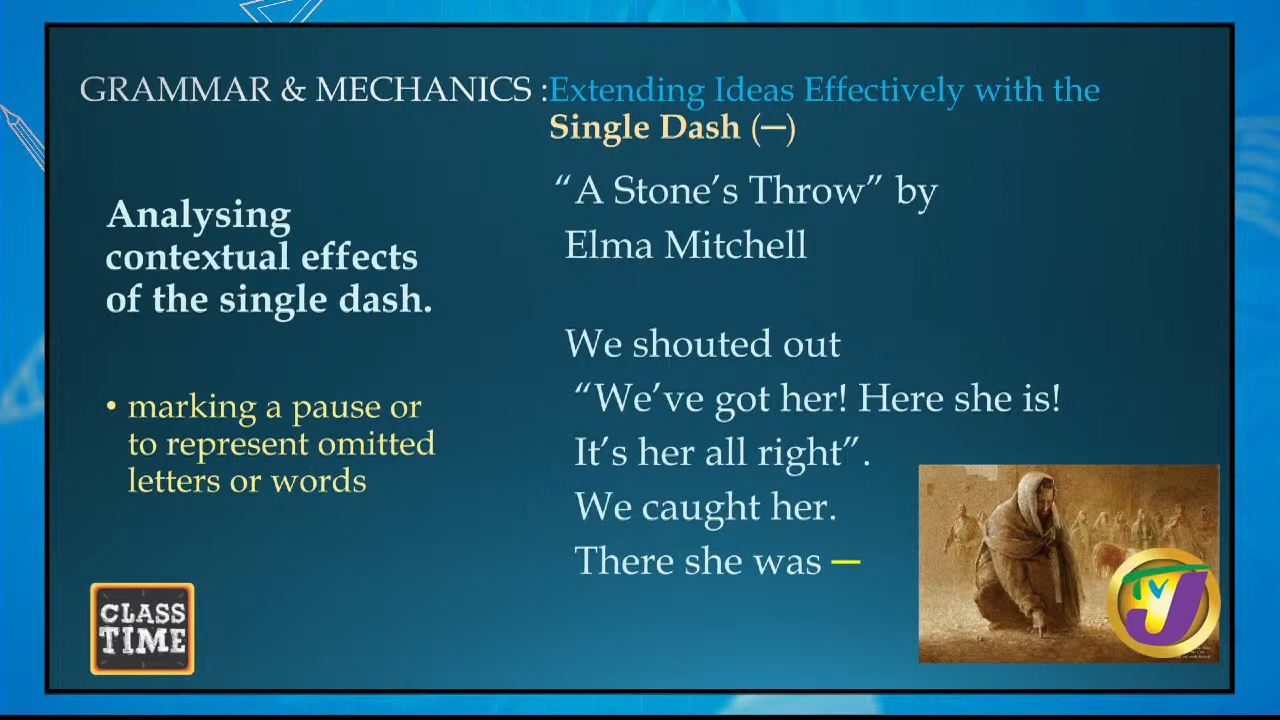 GRAMMAR & MECHANICS :Extending Ideas Effectively with the
Single Dash (—)
Analysing
contextual effects
of the single dash.
• marking a pause or
to represent omitted
letters or words
“A Stone’s Throw” by
Elma Mitchell
We shouted out
“We’ve got her! Here she is!
It’s her all right”.
We caught her.
There she was —
CLASS
TIME
TVJ